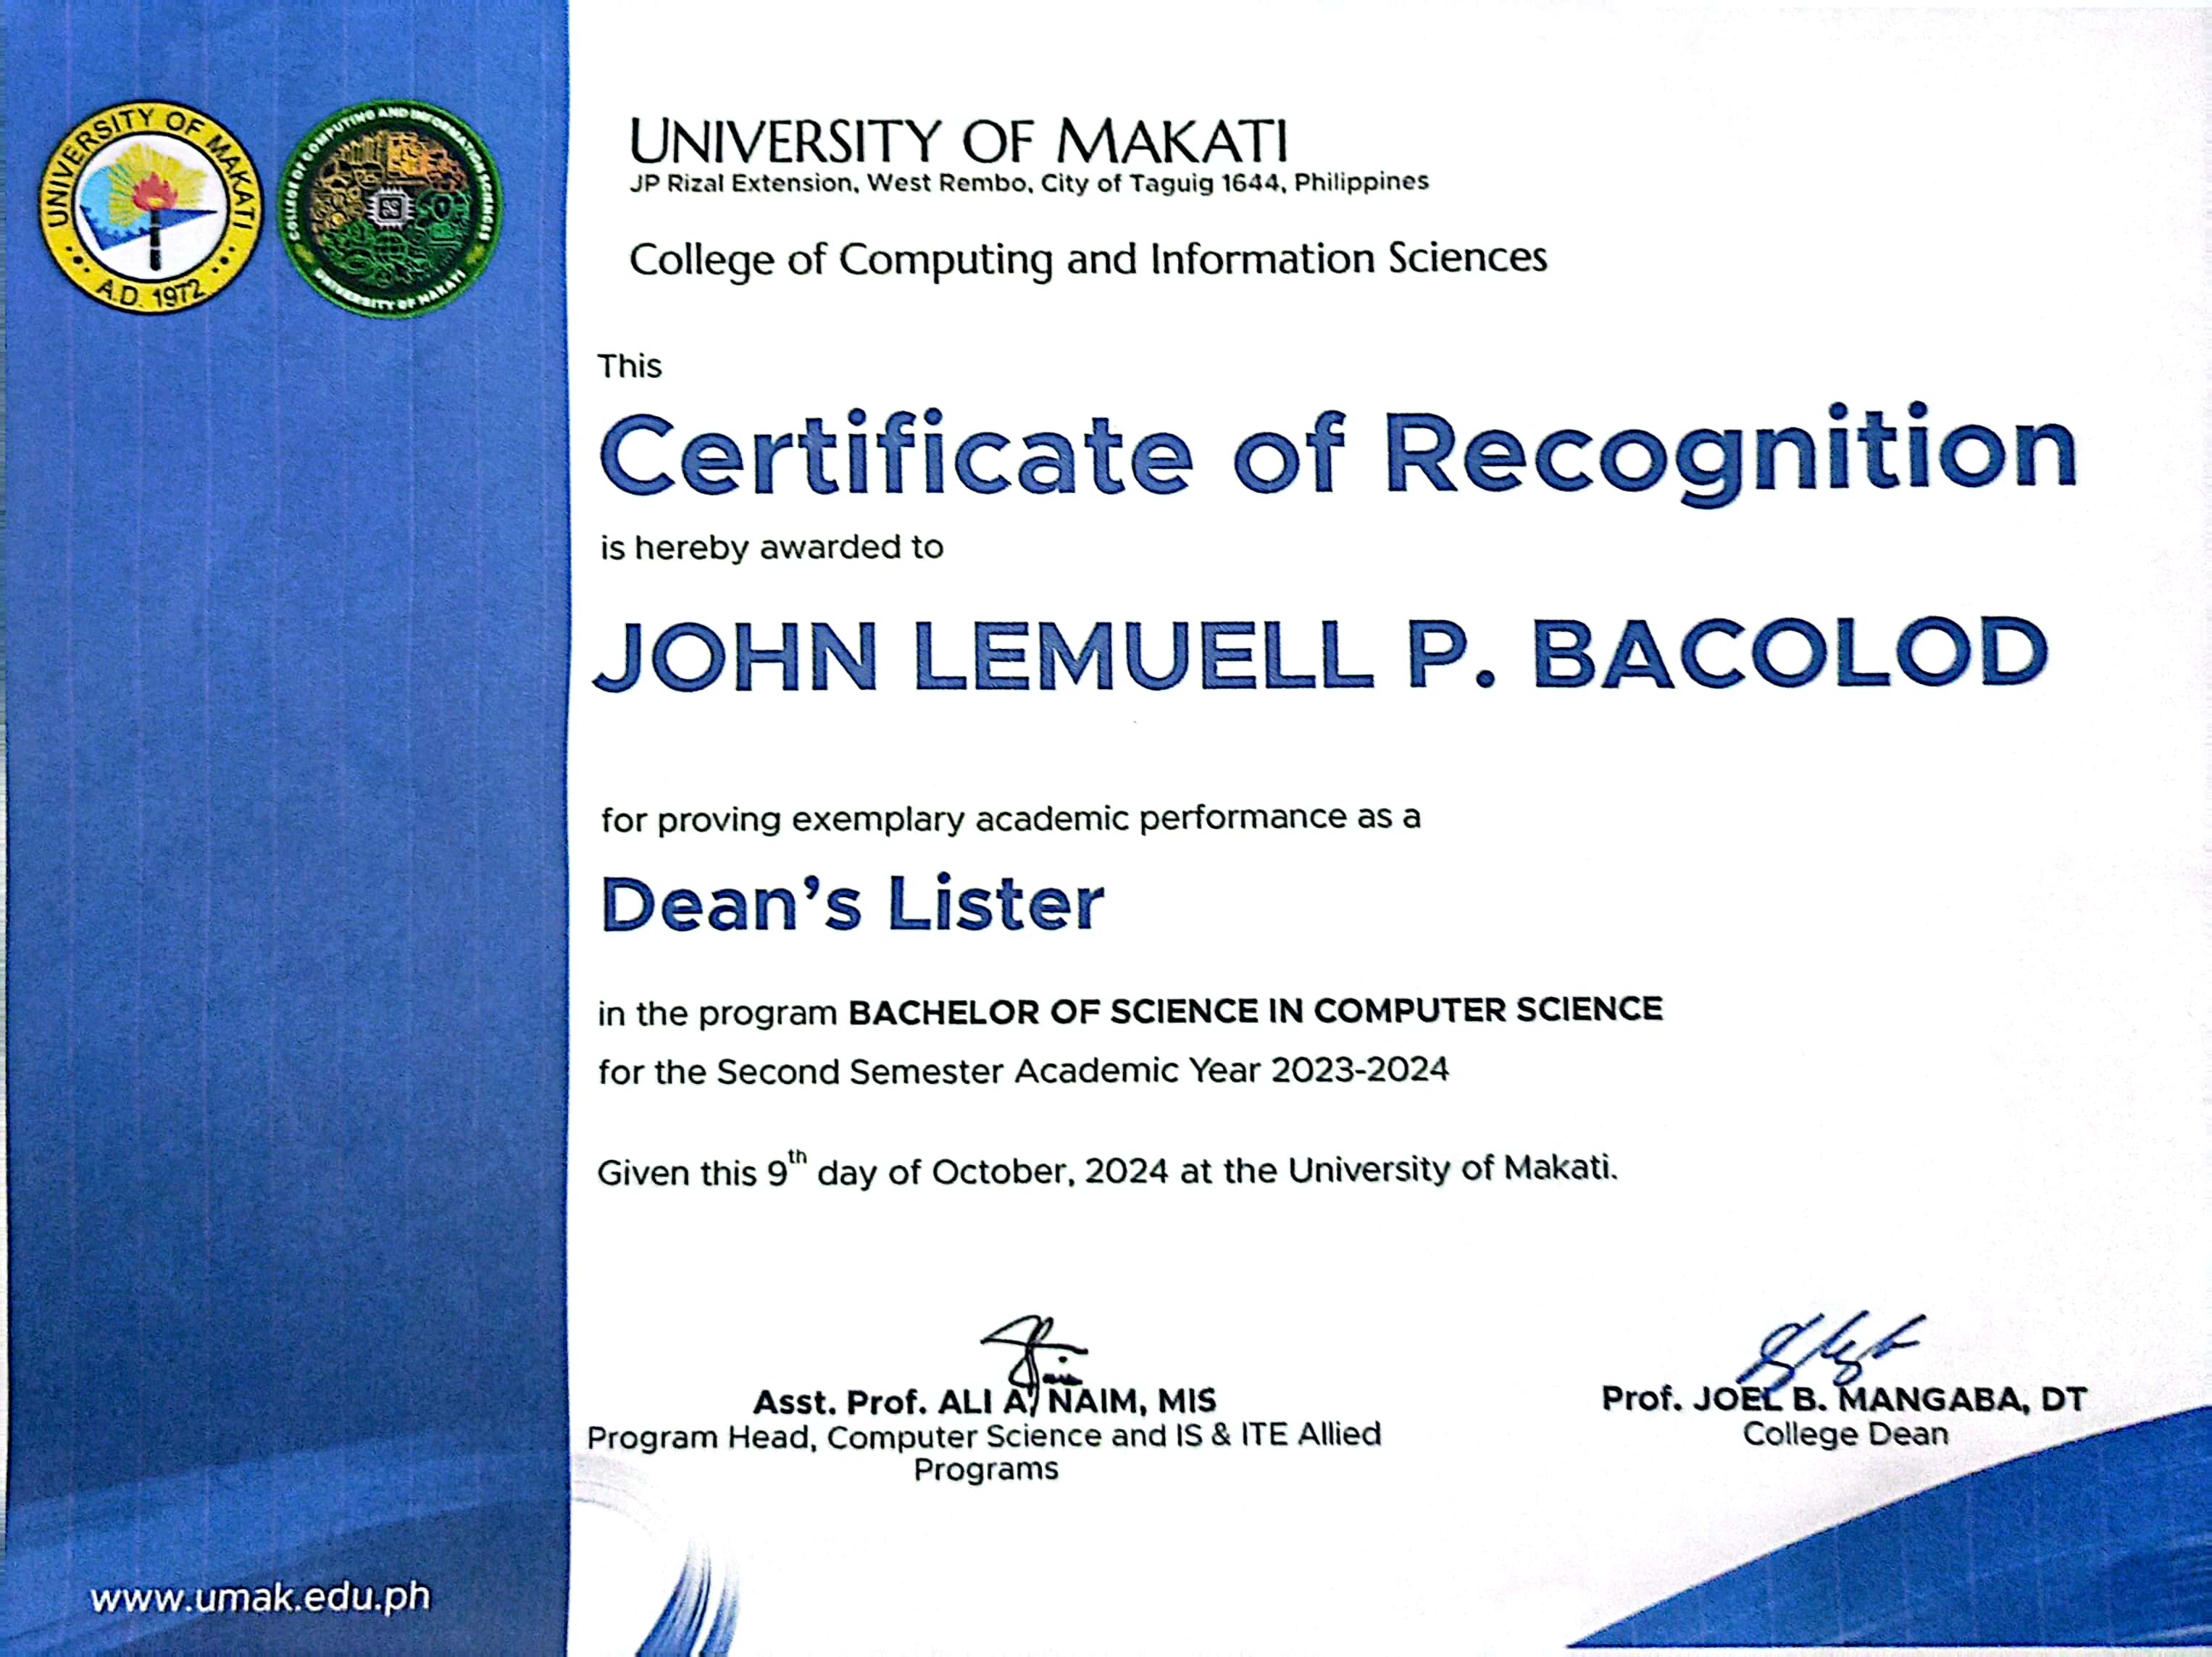 UNIVERSITY OF MAKATI
A.D. 1972
COLLEGE OF COMPUTING AND INFORMATION SCIENCES
UNIVERSITY OF MAKATI
UNIVERSITY OF MAKATI
JP Rizal Extension, West Rembo, City of Taguig 1644, Philippines
College of Computing and Information Sciences
This
Certificate of Recognition
is hereby awarded to
JOHN LEMUELL P. BACOLOD
for proving exemplary academic performance as a
Dean's Lister
in the program BACHELOR OF SCIENCE IN COMPUTER SCIENCE
for the Second Semester Academic Year 2023-2024
Given this 9th day of October, 2024 at the University of Makati.
Asst. Prof. ALI A. NAIM, MIS
Program Head, Computer Science and IS & ITE Allied
Programs
Prof. JOEL B. MANGABA, DT
College Dean
www.umak.edu.ph